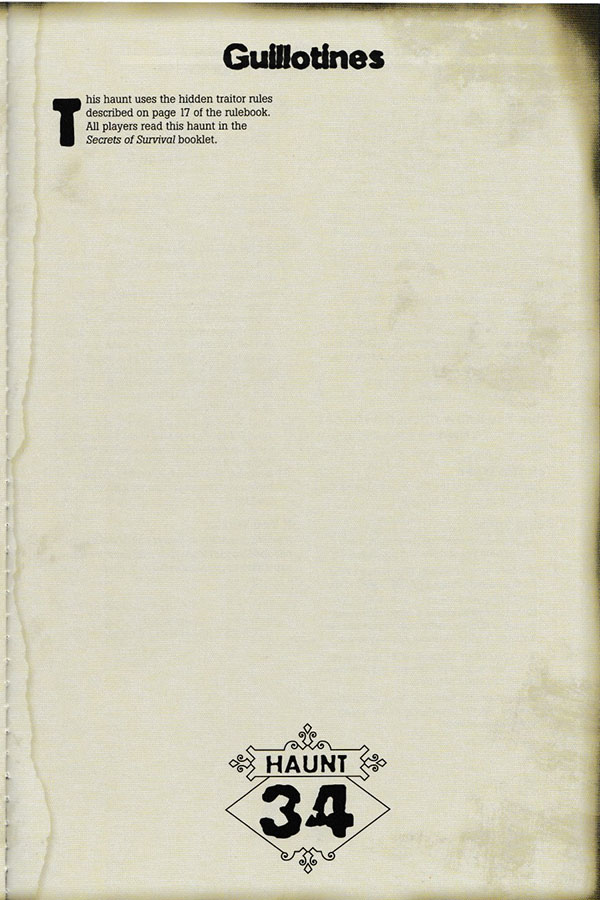 Guillotines
This haunt uses the hidden traitor rules
described on page 17 of the rulebook.
All players read this haunt in the
Secrets of Survival booklet.
HAUNT
34